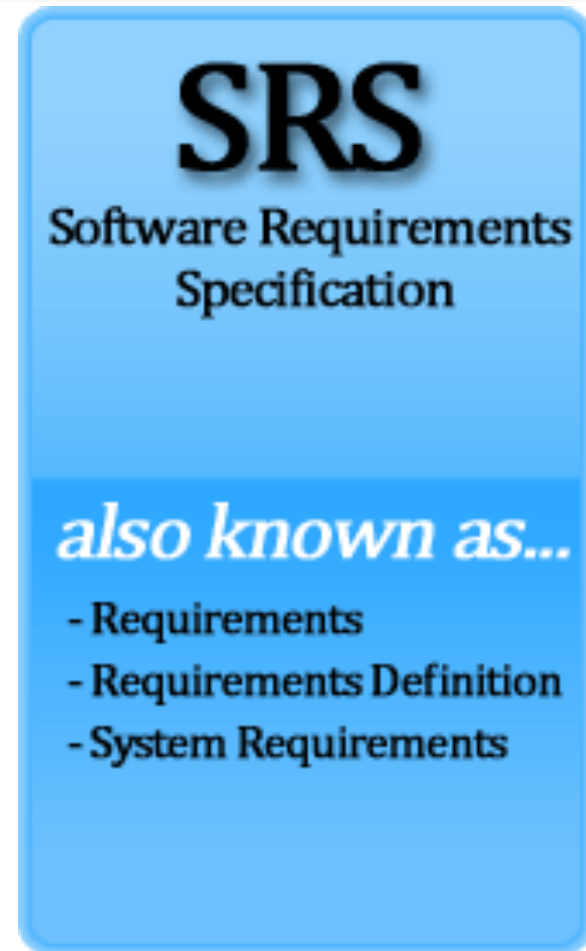 SRS
Software Requirements
Specification
also known as...
- Requirements
- Requirements Definition
- System Requirements